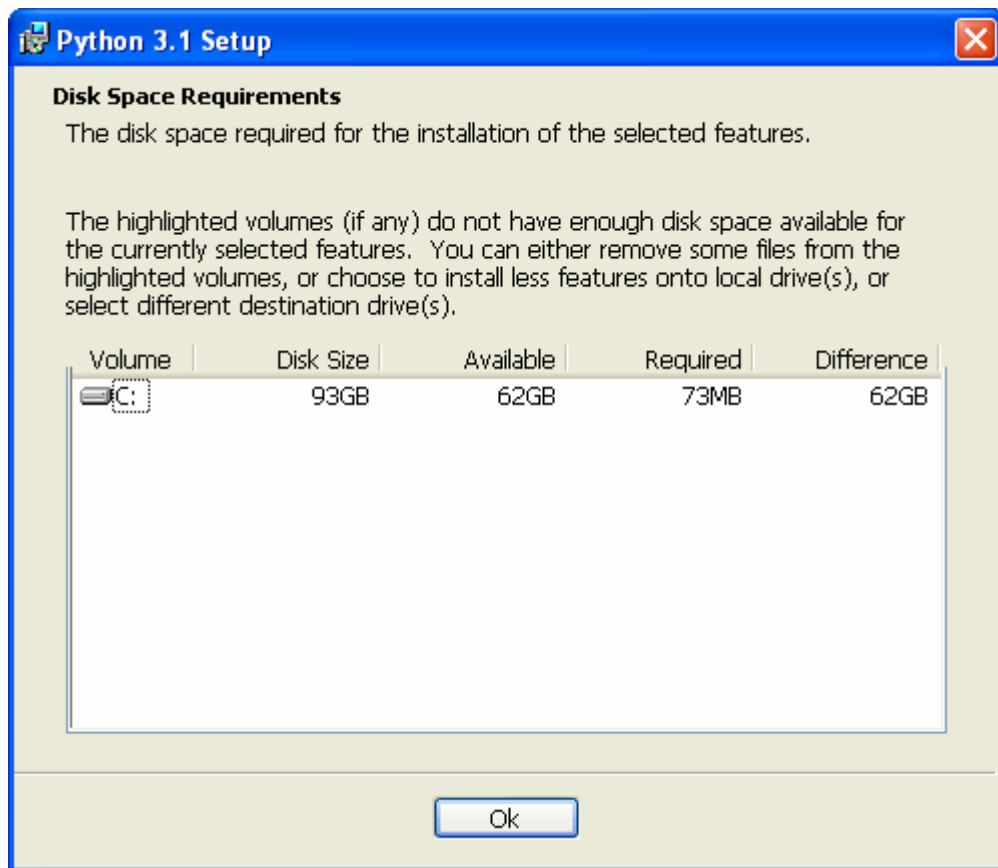 Python 3.1 Setup
Disk Space Requirements
The disk space required for the installation of the selected features.
The highlighted volumes (if any) do not have enough disk space available for
the currently selected features.  You can either remove some files from the
highlighted volumes, or choose to install less features onto local drive(s), or
select different destination drive(s).
Volume Disk Size Available Required Difference
C: 93GB 62GB 73MB 62GB
Ok